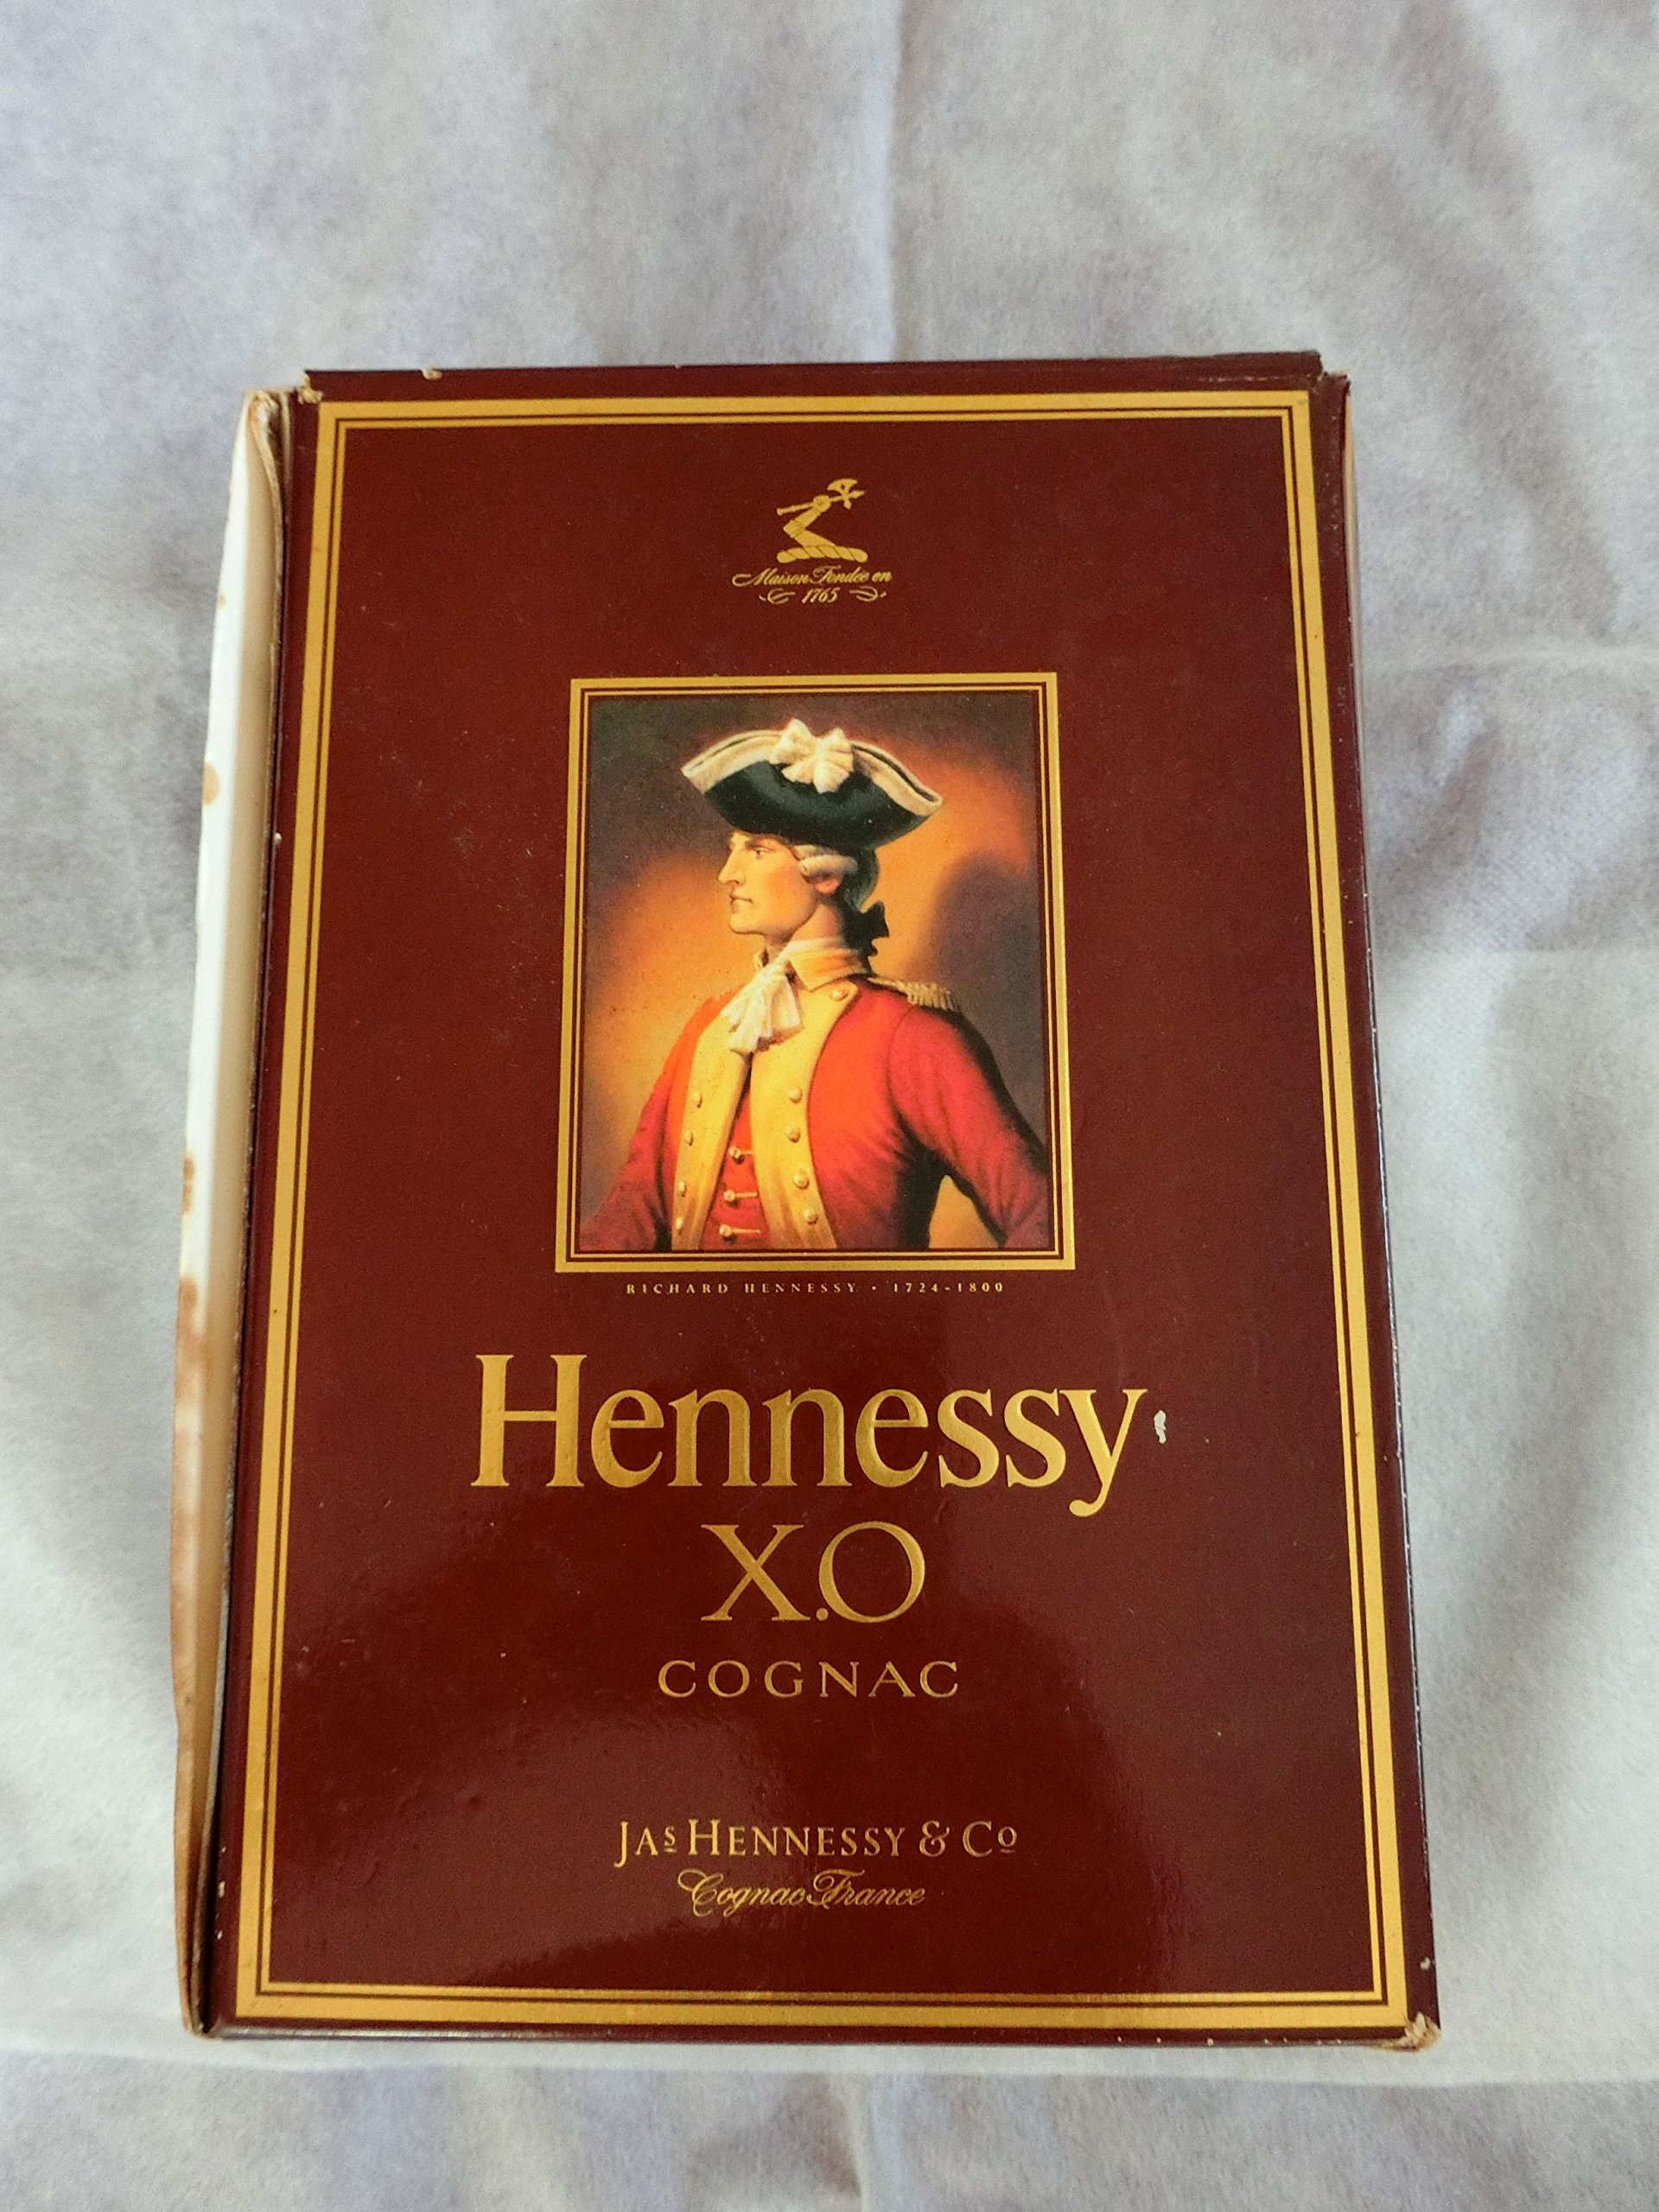 Maison Fondée en
1765
RICHARD HENNESSY • 1724-1800
Hennessy
X.O
COGNAC
JAs HENNESSY & Co
Cognac France